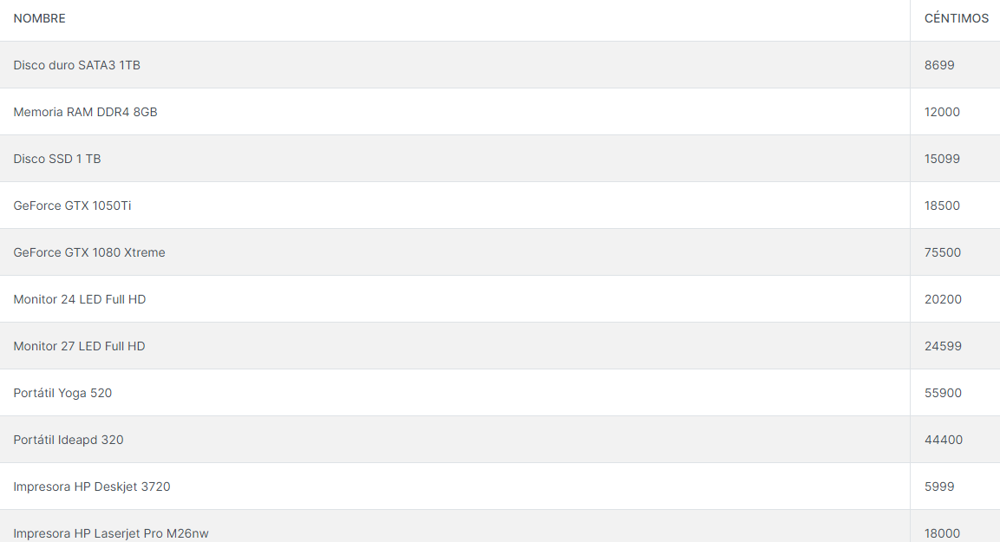 NOMBRE CÉNTIMOS
Disco duro SATA3 1TB 8699
Memoria RAM DDR4 8GB 12000
Disco SSD 1 TB 15099
GeForce GTX 1050Ti 18500
GeForce GTX 1080 Xtreme 75500
Monitor 24 LED Full HD 20200
Monitor 27 LED Full HD 24599
Portátil Yoga 520 55900
Portátil Ideapd 320 44400
Impresora HP Deskjet 3720 5999
Impresora HP Laserjet Pro M26nw 18000